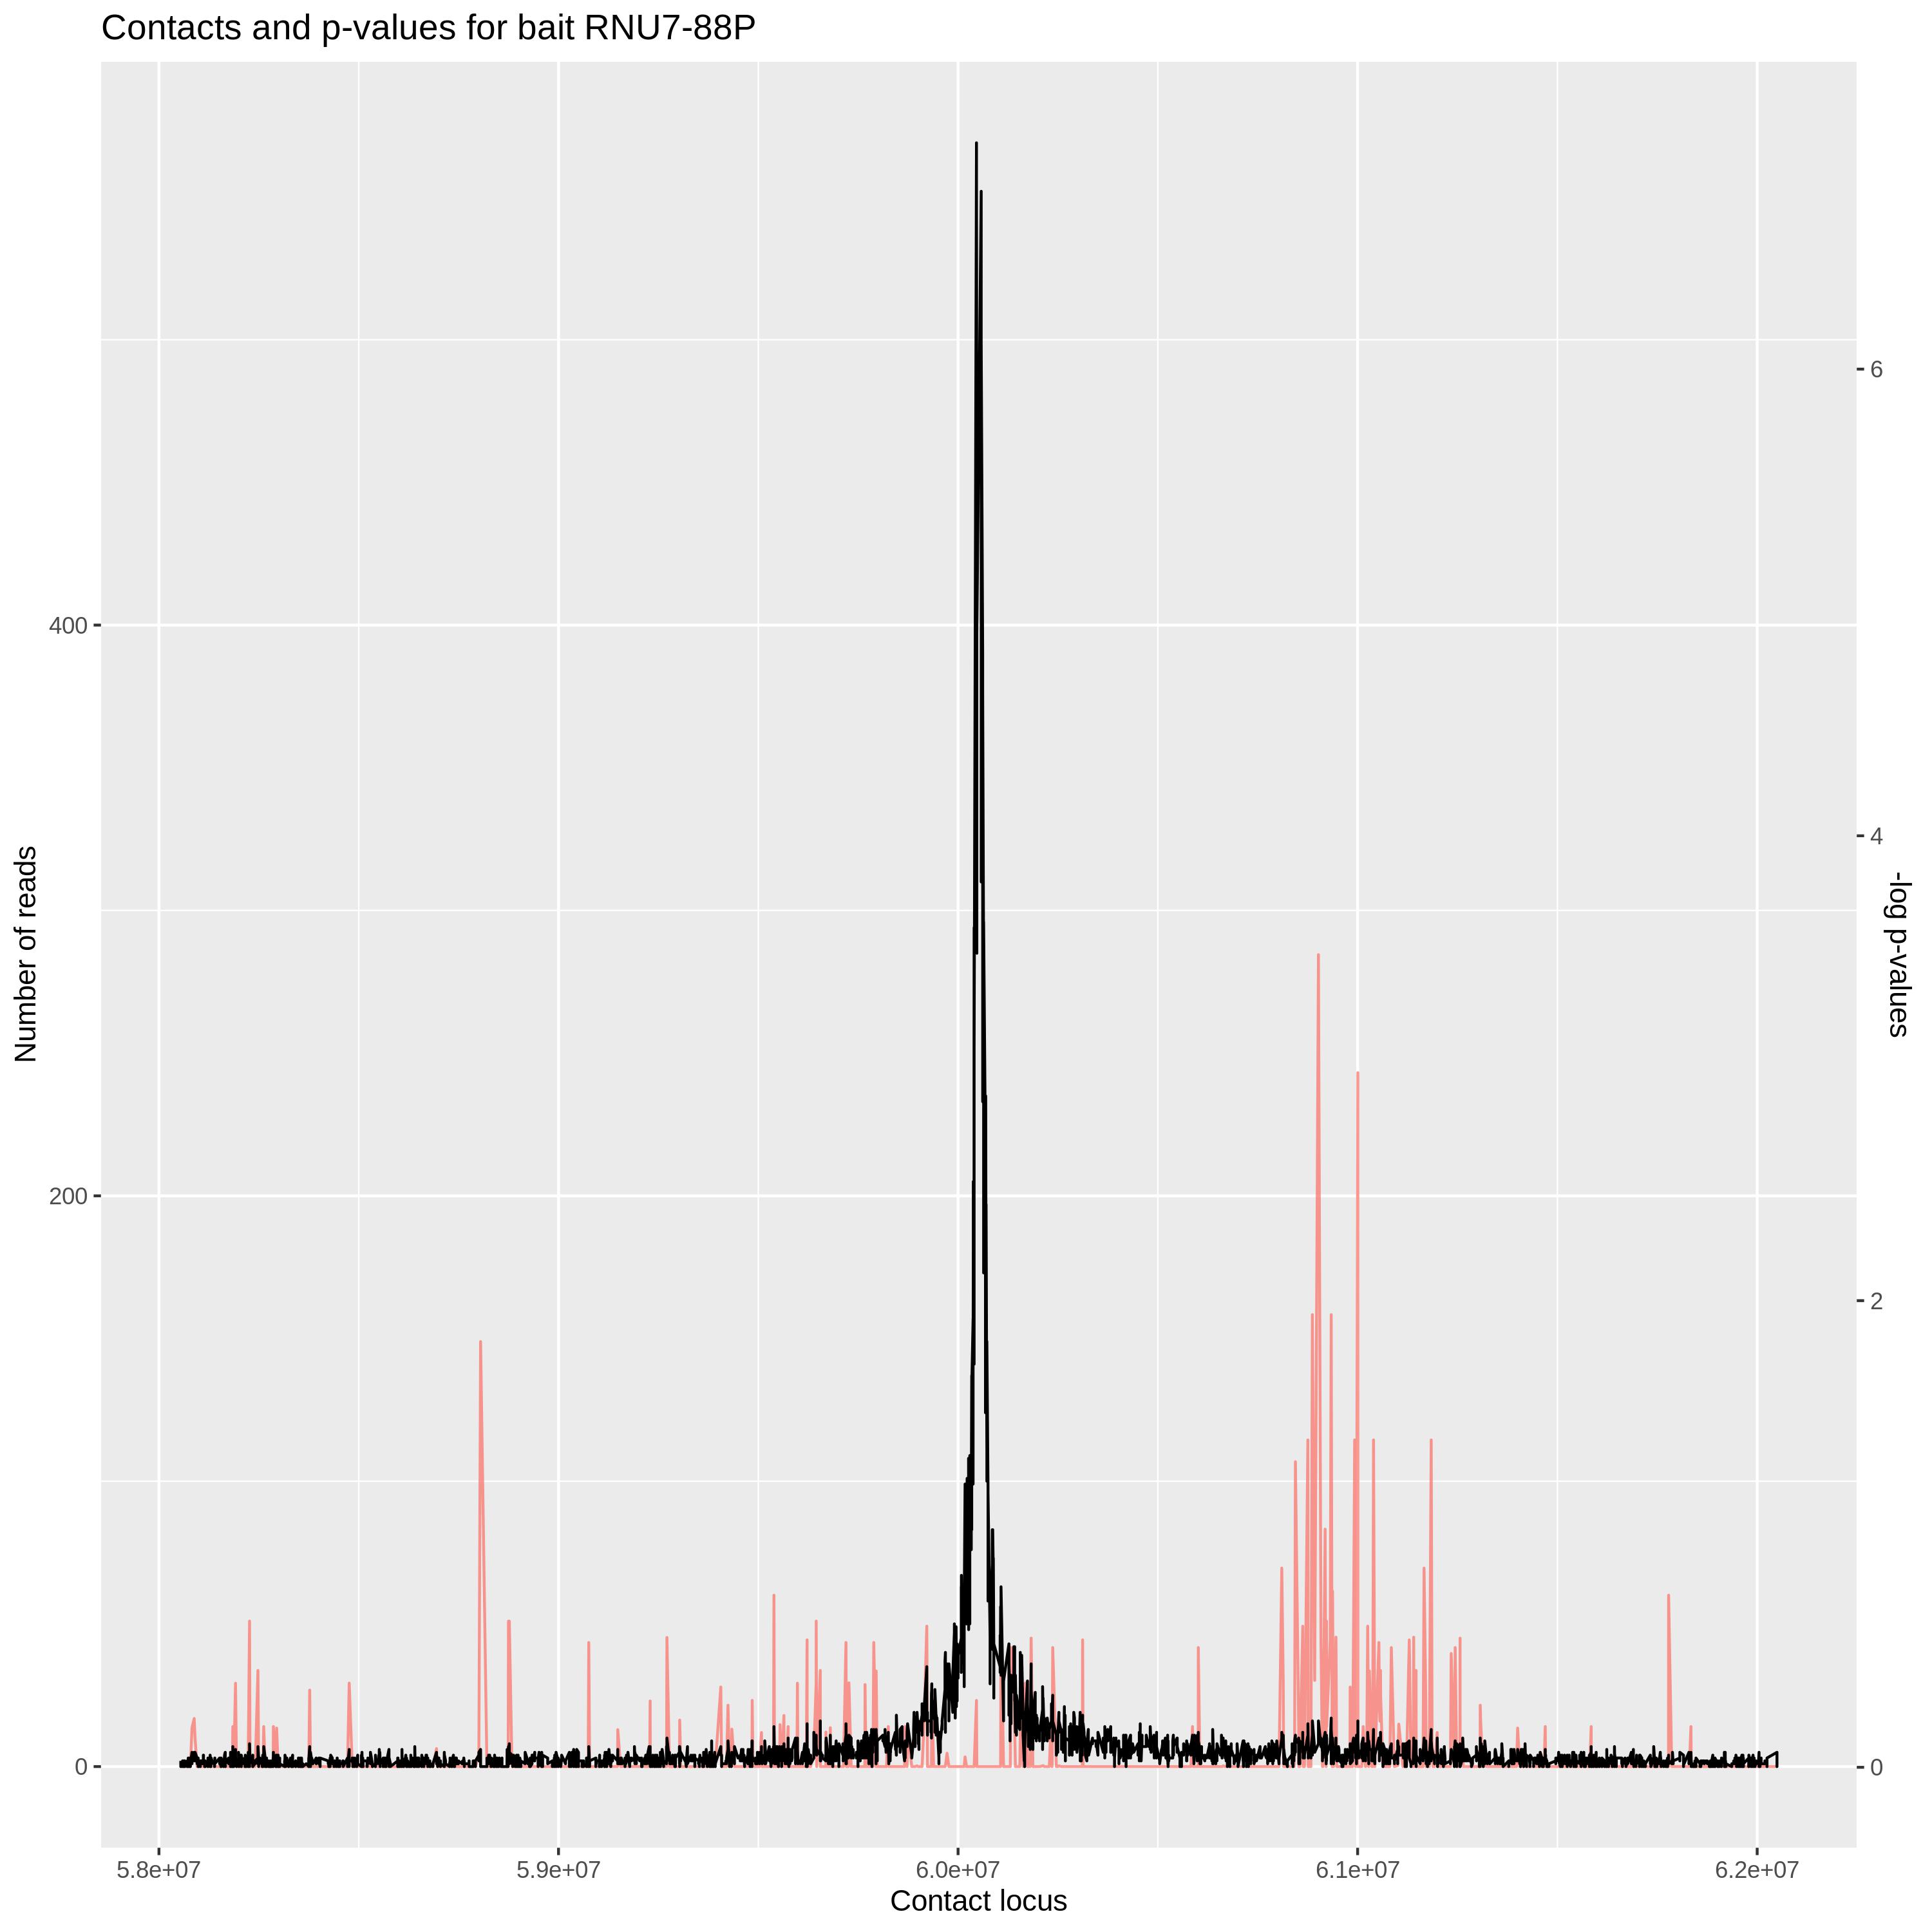 Contacts and p-values for bait RNU7-88P
Number of reads
400
200
0
6
4
2
0
-log p-values
5.8e+07
5.9e+07
6.0e+07
6.1e+07
6.2e+07
Contact locus